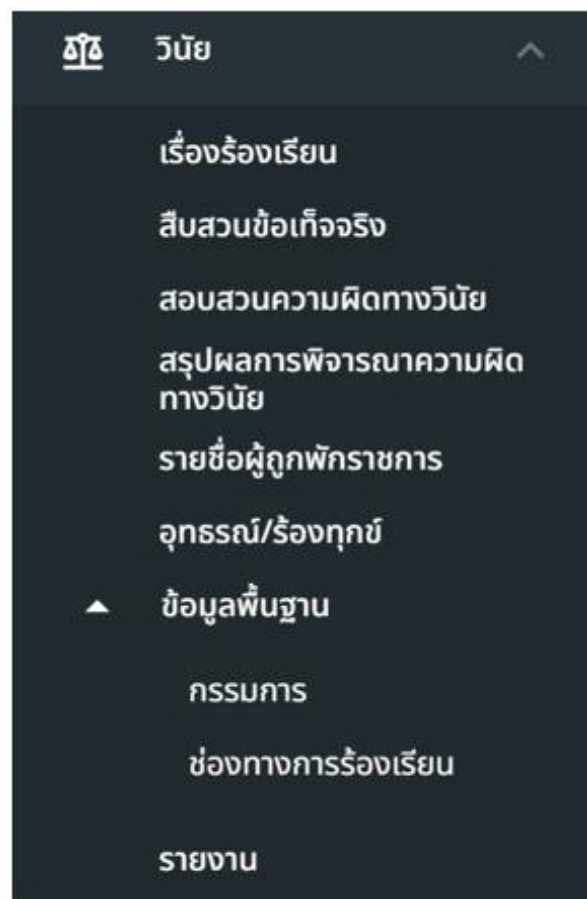 วินัย
เรื่องร้องเรียน
สืบสวนข้อเท็จจริง
สอบสวนความผิดทางวินัย
สรุปผลการพิจารณาความผิด
ทางวินัย
รายชื่อผู้ถูกพักราชการ
อุทธรณ์/ร้องทุกข์
ข้อมูลพื้นฐาน
กรรมการ
ช่องทางการร้องเรียน
รายงาน